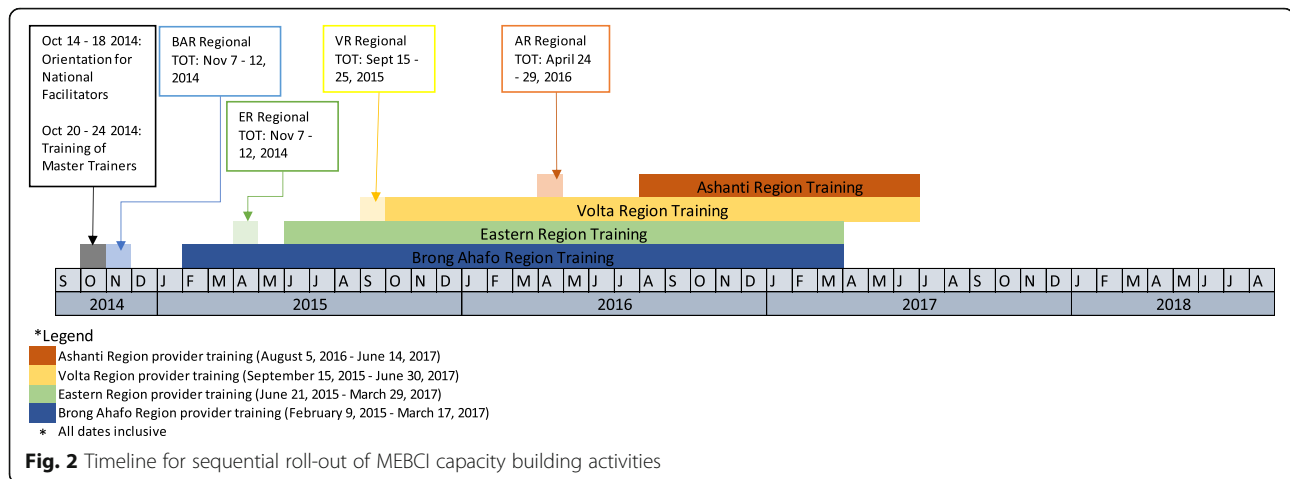 Oct 14 - 18 2014:
Orientation for
National
Facilitators
Oct 20 - 24 2014:
Training of
Master Trainers
BAR Regional
TOT: Nov 7 - 12,
2014
ER Regional
TOT: Nov 7 -
12, 2014
VR Regional
TOT: Sept 15 -
25, 2015
AR Regional
TOT: April 24
- 29, 2016
Ashanti Region Training
Volta Region Training
Eastern Region Training
Brong Ahafo Region Training
S O N D J F M A M J J A S O N D J F M A M J J A S O N D J F M A M J J A S O N D J F M A M J J A
2014 2015 2016 2017 2018
*Legend
Ashanti Region provider training (August 5, 2016 - June 14, 2017)
Volta Region provider training (September 15, 2015 - June 30, 2017)
Eastern Region provider training (June 21, 2015 - March 29, 2017)
Brong Ahafo Region provider training (February 9, 2015 - March 17, 2017)
* All dates inclusive
Fig. 2 Timeline for sequential roll-out of MEBCI capacity building activities